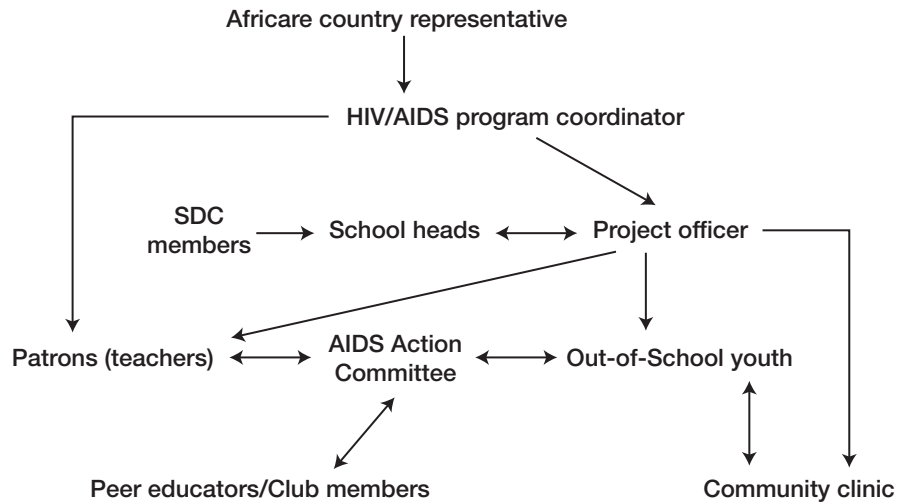 Africare country representative
HIV/AIDS program coordinator
SDC
members
School heads
Project officer
Patrons (teachers)
AIDS Action
Committee
Out-of-School youth
Peer educators/Club members
Community clinic